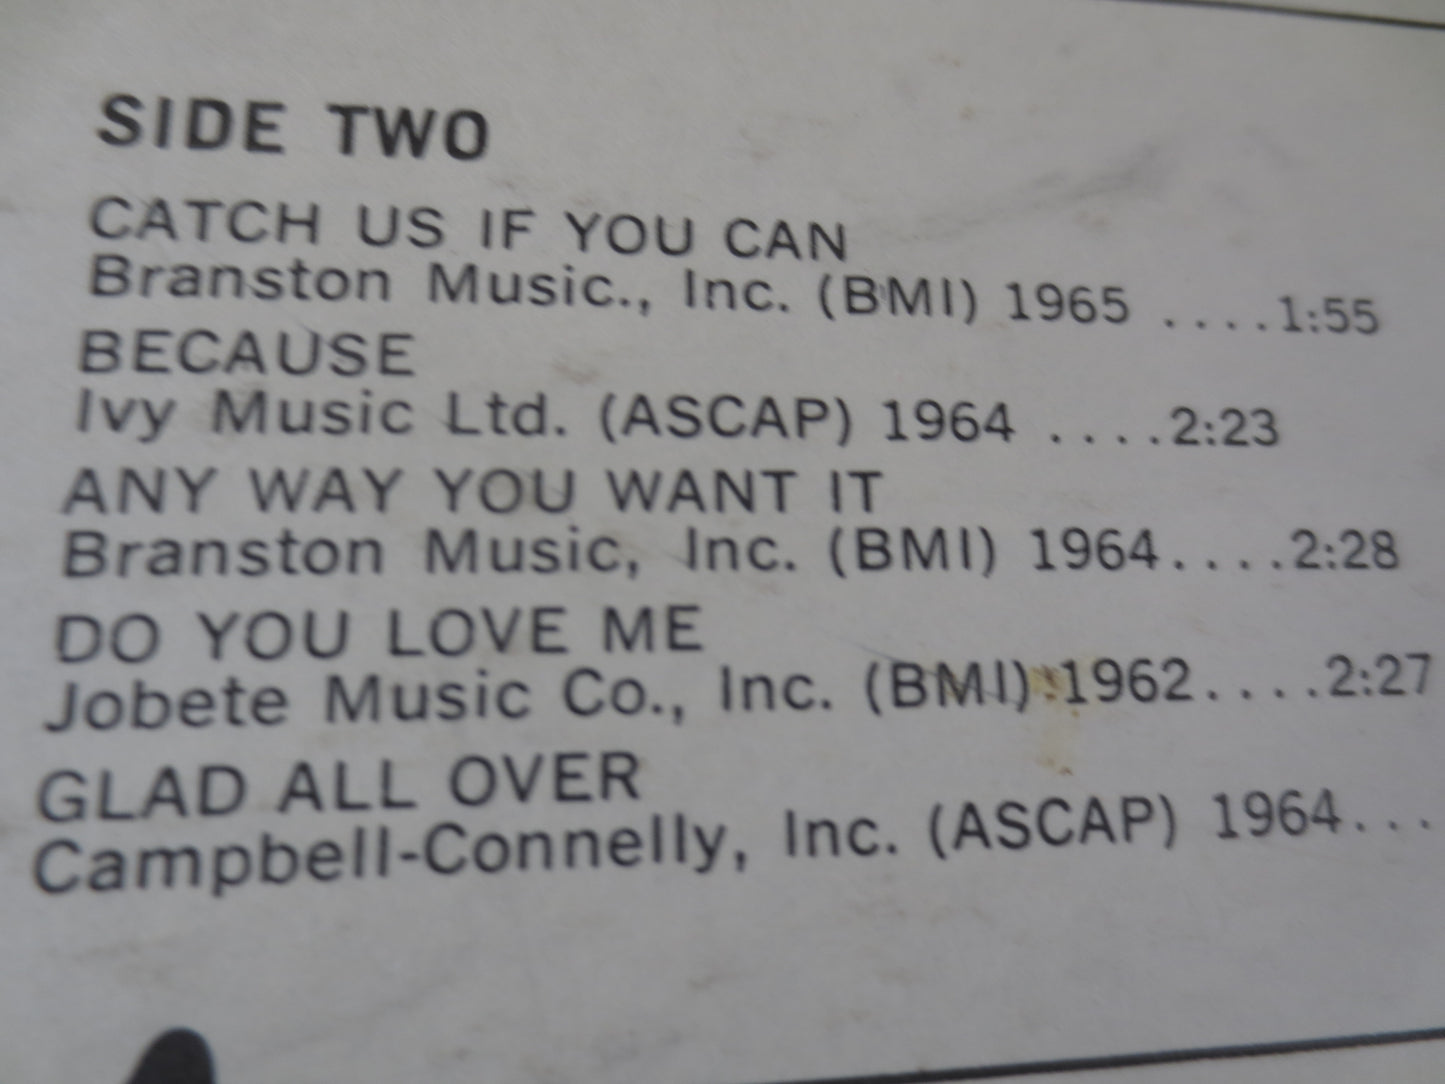 SIDE TWO
CATCH US IF YOU CAN
Branston Music., Inc. (BMI) 1965 ....1:55
BECAUSE
Ivy Music Ltd. (ASCAP) 1964 ....2:23
ANY WAY YOU WANT IT
Branston Music, Inc. (BMI) 1964....2:28
DO YOU LOVE ME
Jobete Music Co., Inc. (BMI) 1962....2:27
GLAD ALL OVER
Campbell-Connelly, Inc. (ASCAP) 1964...